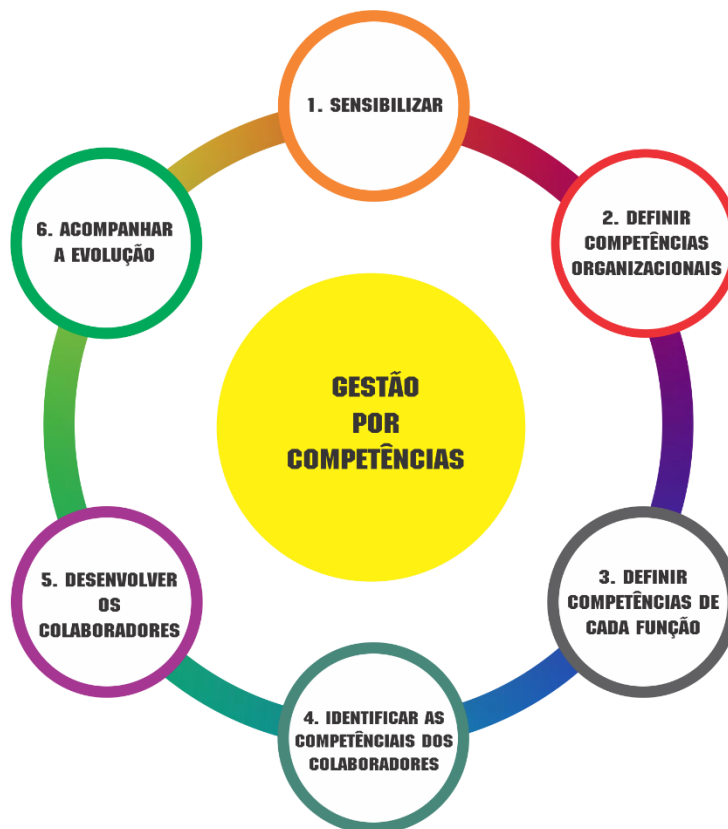 1. SENSIBILIZAR
2. DEFINIR
COMPETÊNCIAS
ORGANIZACIONAIS
3. DEFINIR
COMPETÊNCIAS DE
CADA FUNÇÃO
4. IDENTIFICAR AS
COMPETÊNCIAIS DOS
COLABORADORES
5. DESENVOLVER
OS
COLABORADORES
6. ACOMPANHAR
A EVOLUÇÃO
GESTÃO
POR
COMPETÊNCIAS